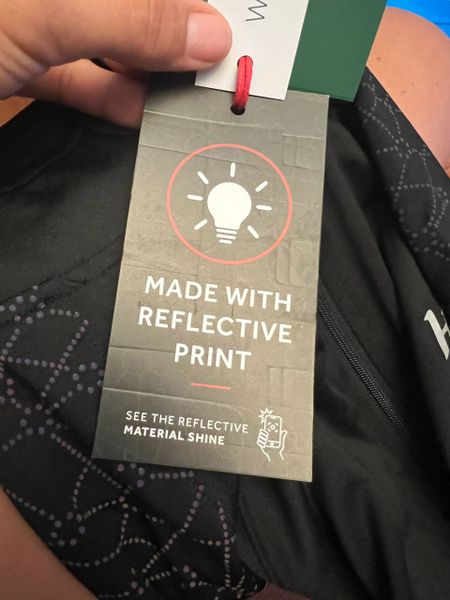 W
MADE WITH
REFLECTIVE
PRINT
SEE THE REFLECTIVE
MATERIAL SHINE